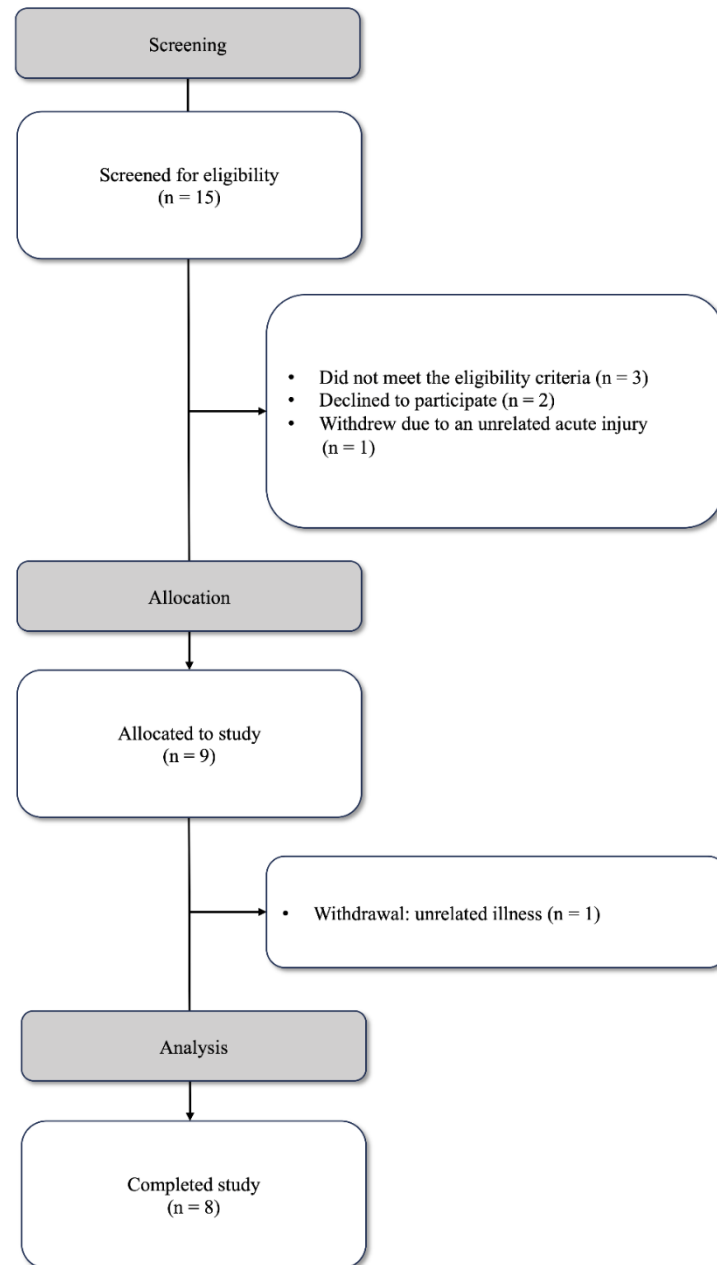 Screening
Screened for eligibility
(n = 15)
• Did not meet the eligibility criteria (n = 3)
• Declined to participate (n = 2)
• Withdrew due to an unrelated acute injury
(n = 1)
Allocation
Allocated to study
(n = 9)
• Withdrawal: unrelated illness (n = 1)
Analysis
Completed study
(n = 8)